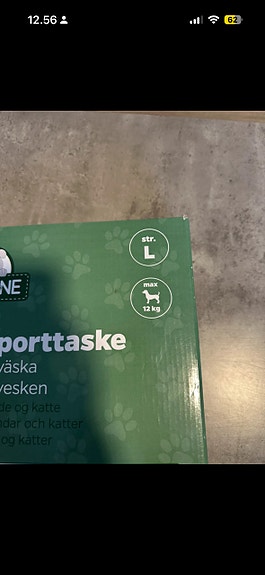 12.56
62
str.
L
max
12 kg
NE
porttaske
väska
vesken
de og katte
ndar och katter
og katter